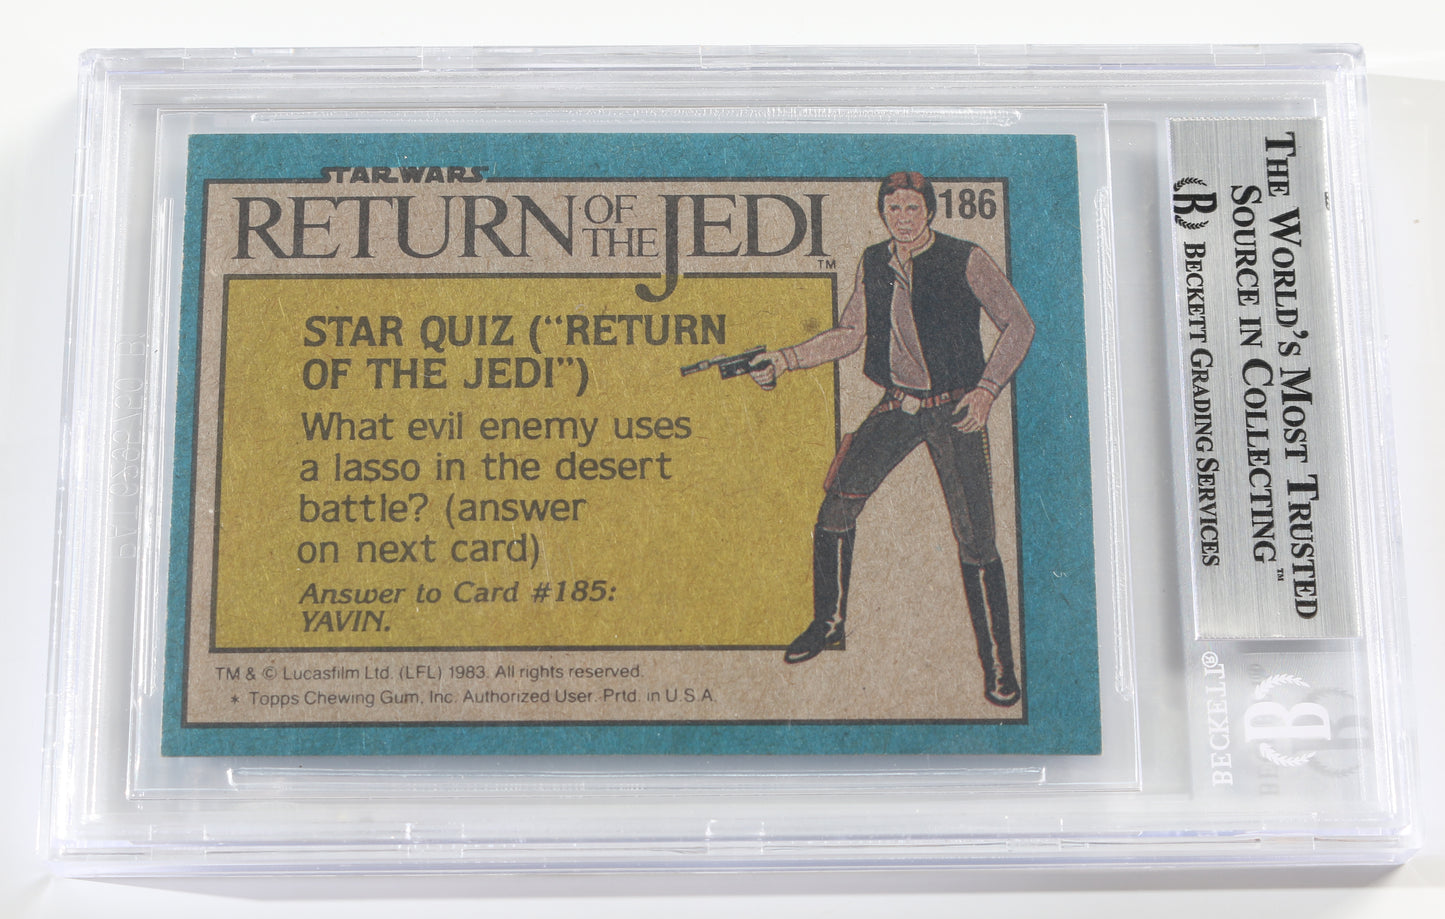 STAR WARS
RETURN OF THE JEDI
TM
186
STAR QUIZ (“RETURN
OF THE JEDI”)
What evil enemy uses
a lasso in the desert
battle? (answer
on next card)
Answer to Card #185:
YAVIN.
TM & © Lucasfilm Ltd. (LFL) 1983. All rights reserved.
* Topps Chewing Gum, Inc. Authorized User. Prtd. in U.S.A.
THE WORLD'S MOST TRUSTED
SOURCE IN COLLECTING™
B BECKETT GRADING SERVICES
BECKETT®
B